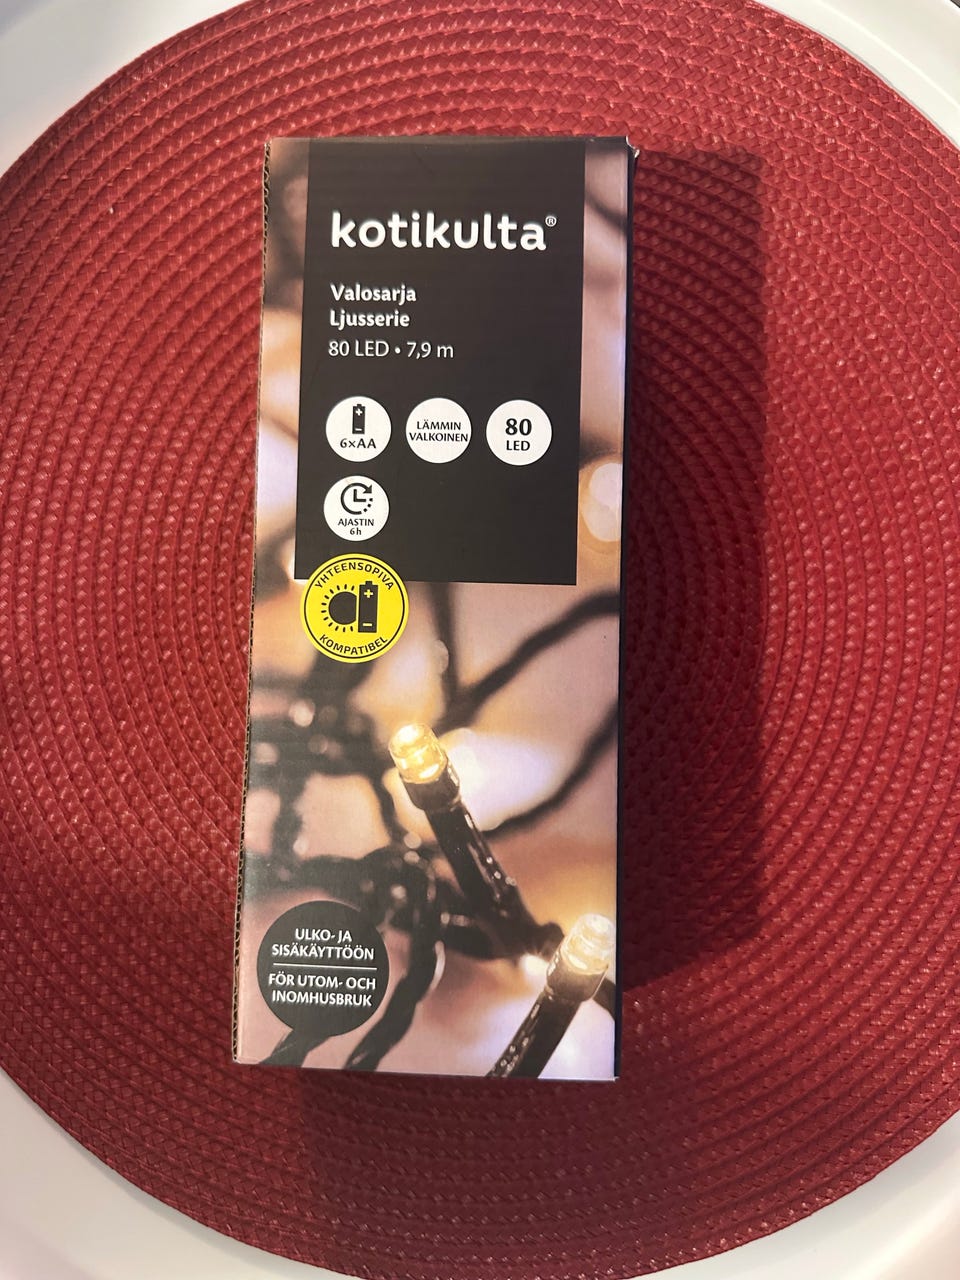 kotikulta®
Valosarja
Ljusserie
80 LED • 7,9 m
6×AA
LÄMMIN
VALKOINEN
80
LED
AJASTIN
6h
YHTEENSOPIVA
KOMPATIBEL
ULKO- JA
SISÄKÄYTTÖÖN
FÖR UTOM- OCH
INOMHUSBRUK